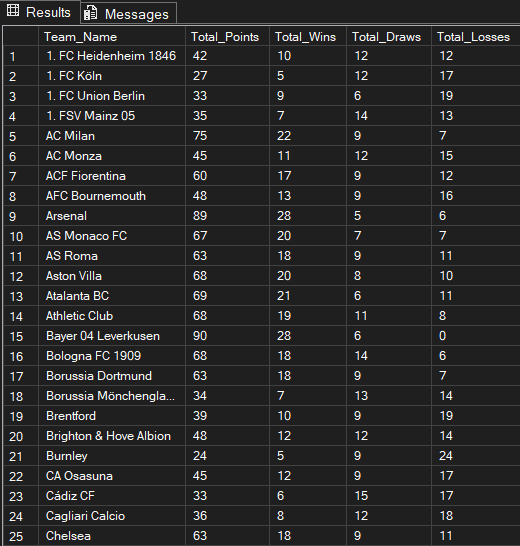 Results Messages
Team_Name Total_Points Total_Wins Total_Draws Total_Losses
1 1. FC Heidenheim 1846 42 10 12 12
2 1. FC Köln 27 5 12 17
3 1. FC Union Berlin 33 9 6 19
4 1. FSV Mainz 05 35 7 14 13
5 AC Milan 75 22 9 7
6 AC Monza 45 11 12 15
7 ACF Fiorentina 60 17 9 12
8 AFC Bournemouth 48 13 9 16
9 Arsenal 89 28 5 6
10 AS Monaco FC 67 20 7 7
11 AS Roma 63 18 9 11
12 Aston Villa 68 20 8 10
13 Atalanta BC 69 21 6 11
14 Athletic Club 68 19 11 8
15 Bayer 04 Leverkusen 90 28 6 0
16 Bologna FC 1909 68 18 14 6
17 Borussia Dortmund 63 18 9 7
18 Borussia Mönchengla... 34 7 13 14
19 Brentford 39 10 9 19
20 Brighton & Hove Albion 48 12 12 14
21 Burnley 24 5 9 24
22 CA Osasuna 45 12 9 17
23 Cádiz CF 33 6 15 17
24 Cagliari Calcio 36 8 12 18
25 Chelsea 63 18 9 11